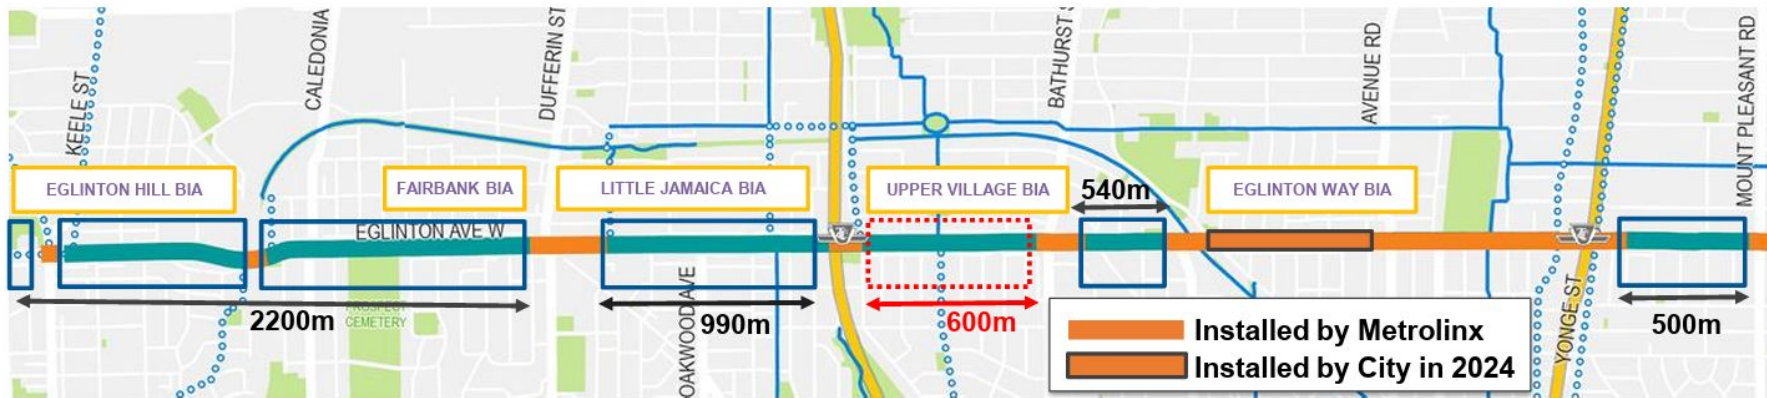 KEELE ST
CALEDONIA
DUFFERIN ST
BATHURST S
AVENUE RD
MOUNT PLEASANT RD
EGLINTON HILL BIA
FAIRBANK BIA
LITTLE JAMAICA BIA
UPPER VILLAGE BIA
540m
EGLINTON WAY BIA
EGLINTON AVE W
2200m
PROSPECT
CEMETERY
OAKWOOD AVE
990m
600m
YONGE ST
500m
Installed by Metrolinx
Installed by City in 2024